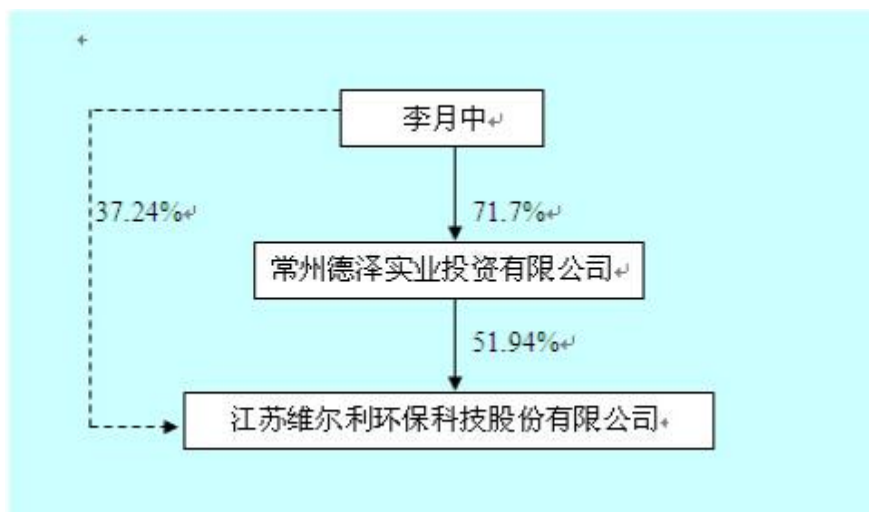 李月中
37.24%
71.7%
常州德泽实业投资有限公司
51.94%
江苏维尔利环保科技股份有限公司